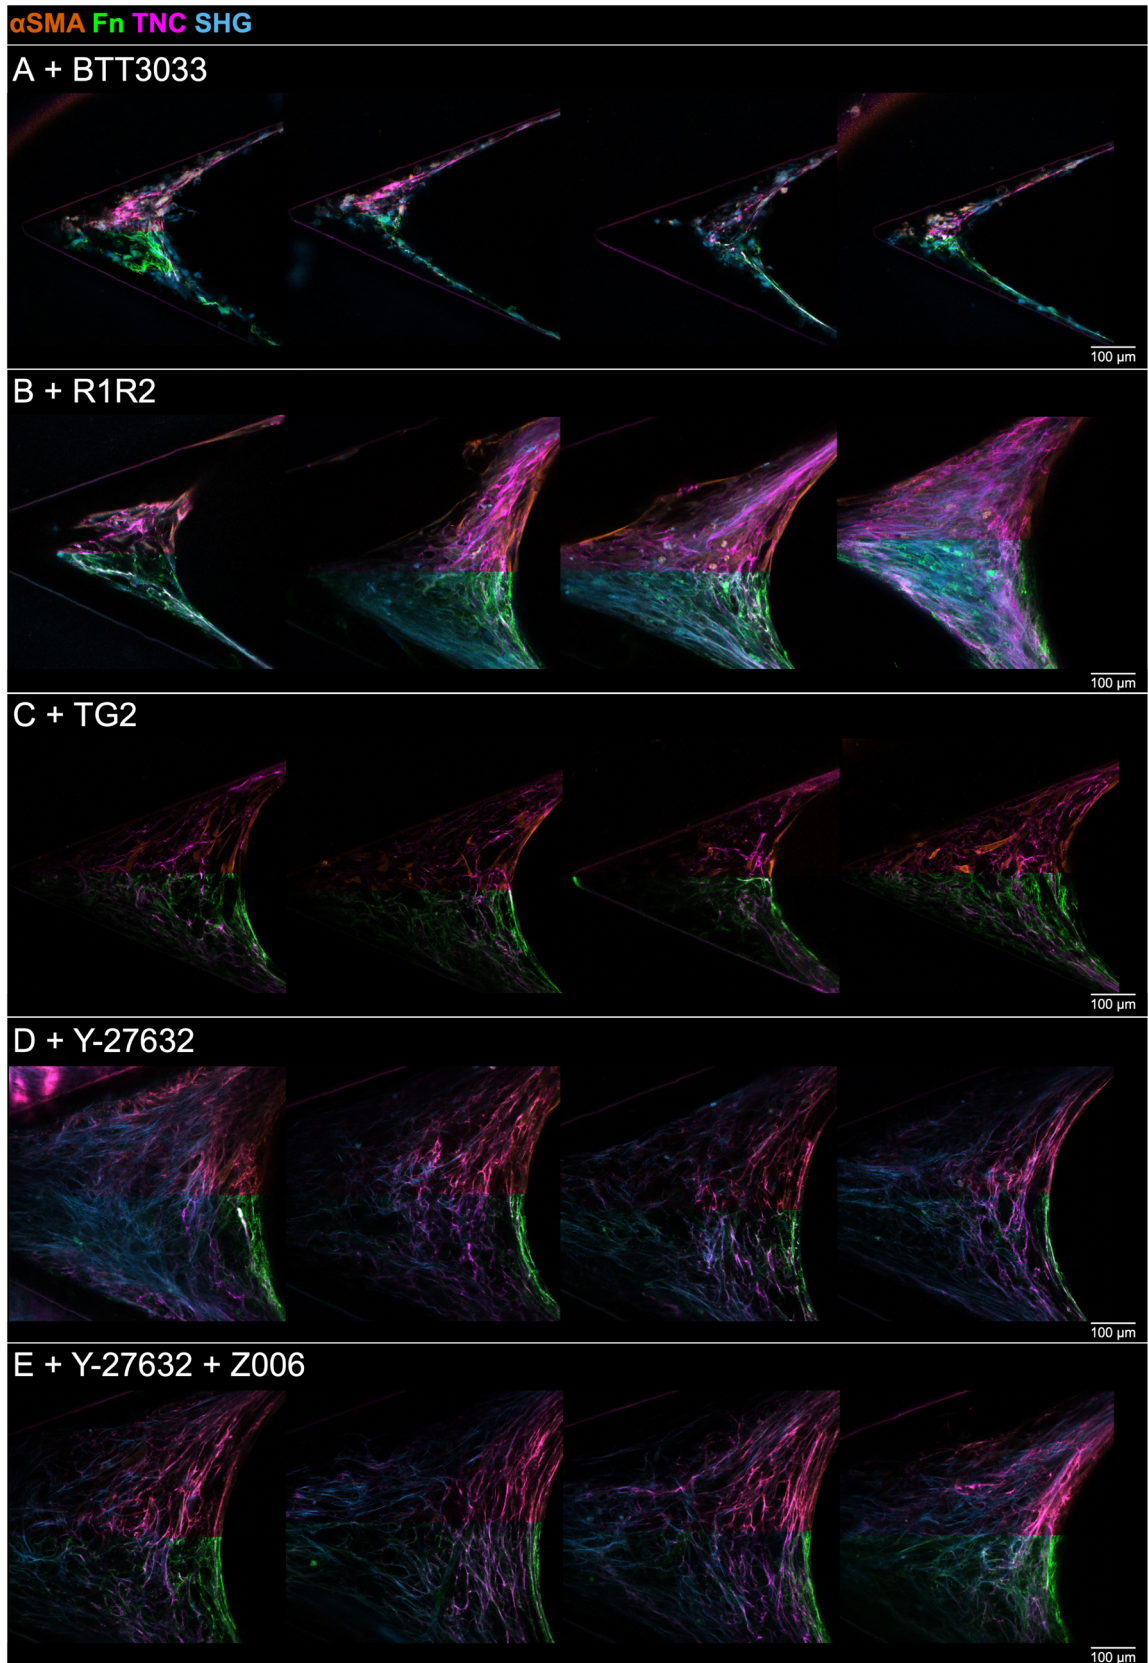 αSMA Fn TNC SHG
A + BTT3033
100 µm
B + R1R2
100 µm
C + TG2
100 µm
D + Y-27632
100 µm
E + Y-27632 + Z006
100 µm